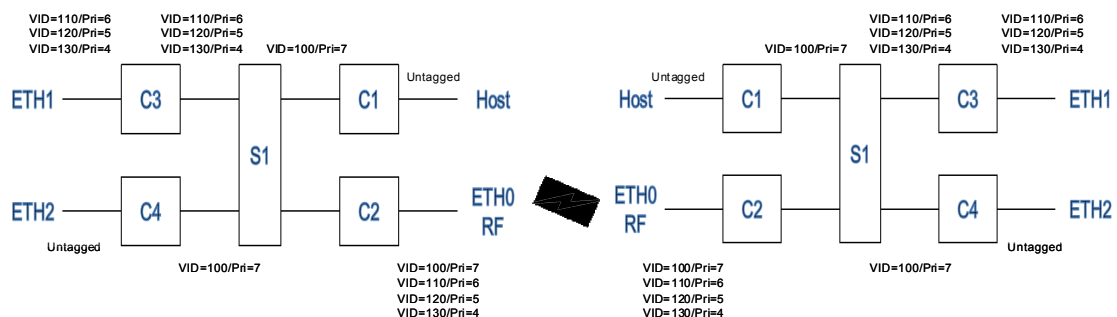 VID=110/Pri=6
VID=120/Pri=5
VID=130/Pri=4
VID=110/Pri=6
VID=120/Pri=5
VID=130/Pri=4
VID=100/Pri=7
Untagged
ETH1
C3
C1
Host
S1
ETH2
C4
C2
ETH0
RF
Untagged
VID=100/Pri=7
VID=100/Pri=7
VID=110/Pri=6
VID=120/Pri=5
VID=130/Pri=4
VID=100/Pri=7
VID=110/Pri=6
VID=120/Pri=5
VID=130/Pri=4
VID=110/Pri=6
VID=120/Pri=5
VID=130/Pri=4
Untagged
Host
C1
C3
ETH1
S1
ETH0
RF
C2
C4
ETH2
Untagged
VID=100/Pri=7
VID=110/Pri=6
VID=120/Pri=5
VID=130/Pri=4
VID=100/Pri=7